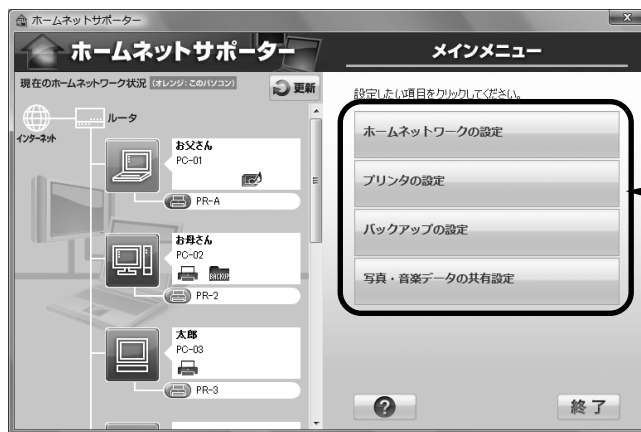 ホームネットサポーター
ホームネットサポーター
現在のホームネットワーク状況 (オレンジ:このパソコン)
更新
インターネット
ルータ
お父さん
PC-01
PR-A
お母さん
PC-02
BACKUP
PR-2
太郎
PC-03
PR-3
メインメニュー
設定したい項目をクリックしてください。
ホームネットワークの設定
プリンタの設定
バックアップの設定
写真・音楽データの共有設定
?
終了